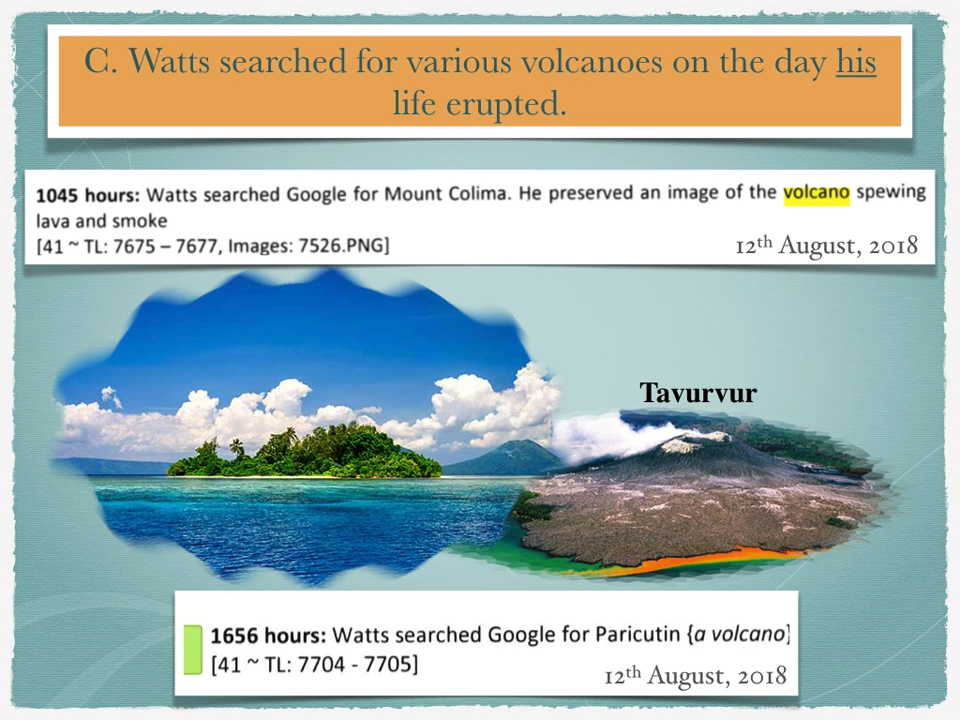 C. Watts searched for various volcanoes on the day his
life erupted.
1045 hours: Watts searched Google for Mount Colima. He preserved an image of the volcano spewing
lava and smoke
[41 ~ TL: 7675 – 7677, Images: 7526.PNG]
12th August, 2018
Tavurvur
1656 hours: Watts searched Google for Paricutin {a volcano}
[41 ~ TL: 7704 - 7705]
12th August, 2018